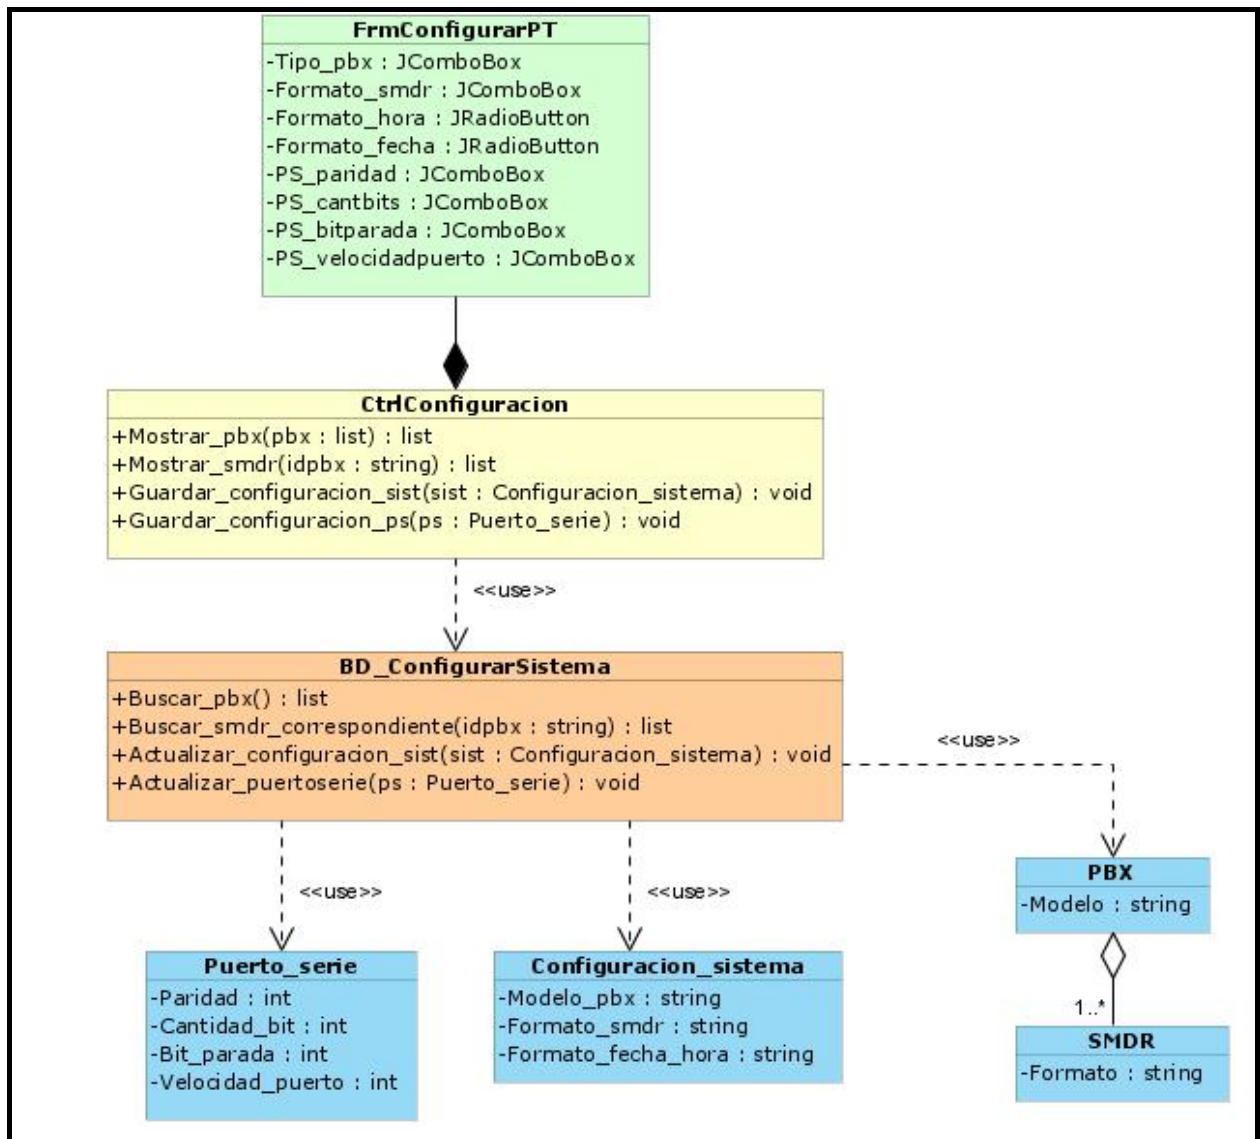 FrmConfigurarPT
-Tipo_pbx : JComboBox
-Formato_smdr : JComboBox
-Formato_hora : JRadioButton
-Formato_fecha : JRadioButton
-PS_paridad : JComboBox
-PS_cantbits : JComboBox
-PS_bitparada : JComboBox
-PS_velocidadpuerto : JComboBox
CtrlConfiguracion
+Mostrar_pbx(pbx : list) : list
+Mostrar_smdr(idpbx : string) : list
+Guardar_configuracion_sist(sist : Configuracion_sistema) : void
+Guardar_configuracion_ps(ps : Puerto_serie) : void
<<use>>
BD_ConfigurarSistema
+Buscar_pbx() : list
+Buscar_smdr_correspondiente(idpbx : string) : list
+Actualizar_configuracion_sist(sist : Configuracion_sistema) : void
+Actualizar_puertoserie(ps : Puerto_serie) : void
<<use>>
<<use>>
<<use>>
Puerto_serie
-Paridad : int
-Cantidad_bit : int
-Bit_parada : int
-Velocidad_puerto : int
Configuracion_sistema
-Modelo_pbx : string
-Formato_smdr : string
-Formato_fecha_hora : string
PBX
-Modelo : string
1..*
SMDR
-Formato : string